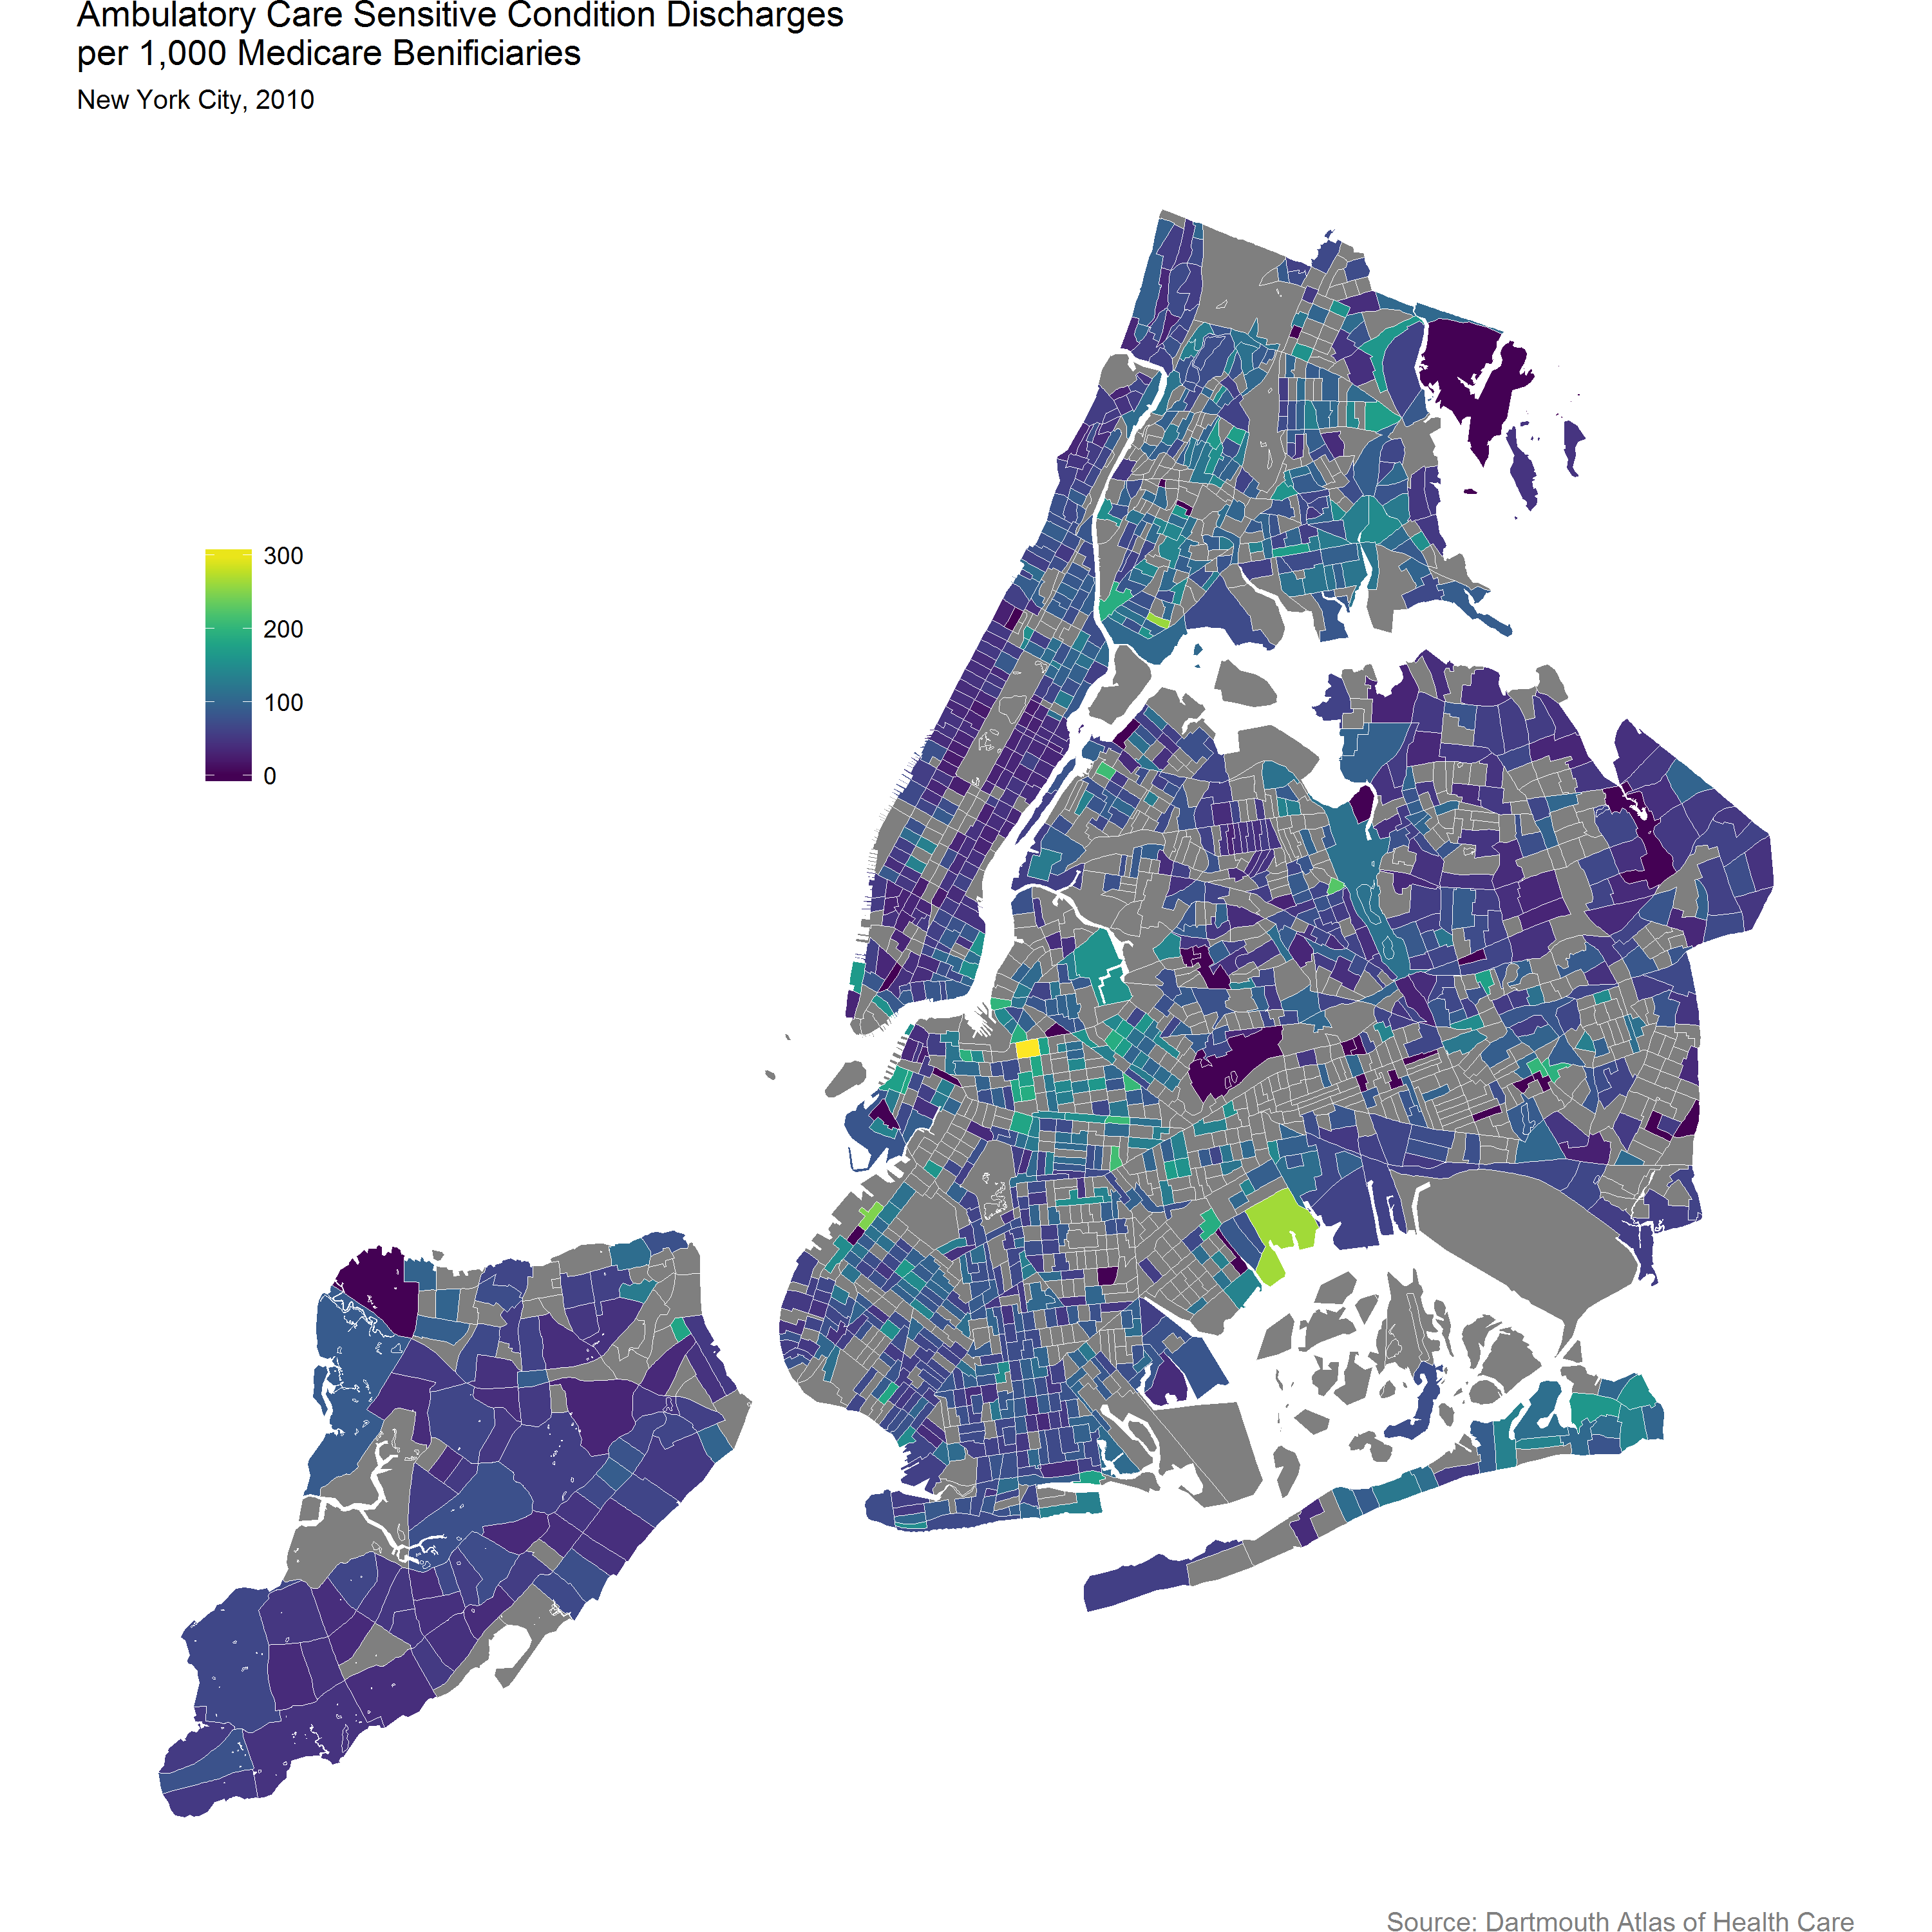 Ambulatory Care Sensitive Condition Discharges
per 1,000 Medicare Benificiaries
New York City, 2010
300
200
100
0
Source: Dartmouth Atlas of Health Care